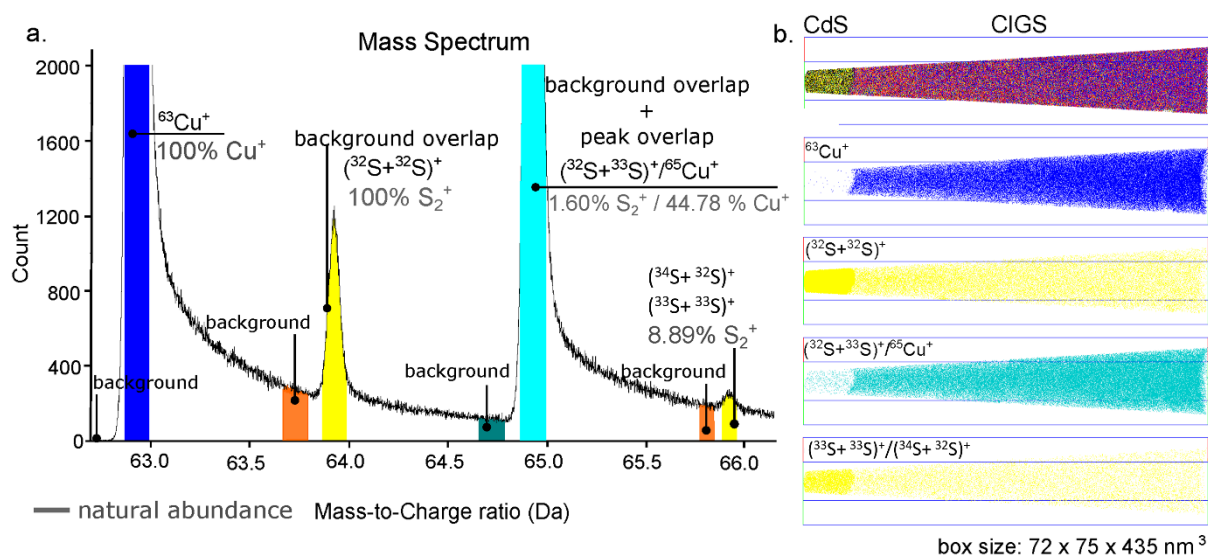 a.
Mass Spectrum
2000
1600
1200
800
400
0
Count
63.0
63.5
64.0
64.5
65.0
65.5
66.0
⁶³Cu⁺
100% Cu⁺
background overlap
(³²S+³²S)⁺
100% S₂⁺
background overlap
+
peak overlap
(³²S+³³S)⁺/⁶⁵Cu⁺
1.60% S₂⁺ / 44.78 % Cu⁺
(³⁴S+ ³²S)⁺
(³³S+ ³³S)⁺
8.89% S₂⁺
background
background
background
background
natural abundance
Mass-to-Charge ratio (Da)
b.
CdS
CIGS
⁶³Cu⁺
(³²S+³²S)⁺
(³²S+³³S)⁺/⁶⁵Cu⁺
(³³S+ ³³S)⁺/(³⁴S+ ³²S)⁺
box size: 72 x 75 x 435 nm³